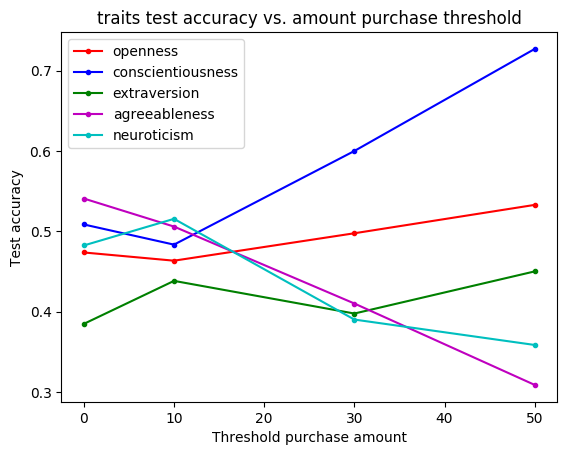 traits test accuracy vs. amount purchase threshold
openness
conscientiousness
extraversion
agreeableness
neuroticism
Test accuracy
0.7
0.6
0.5
0.4
0.3
0 10 20 30 40 50
Threshold purchase amount